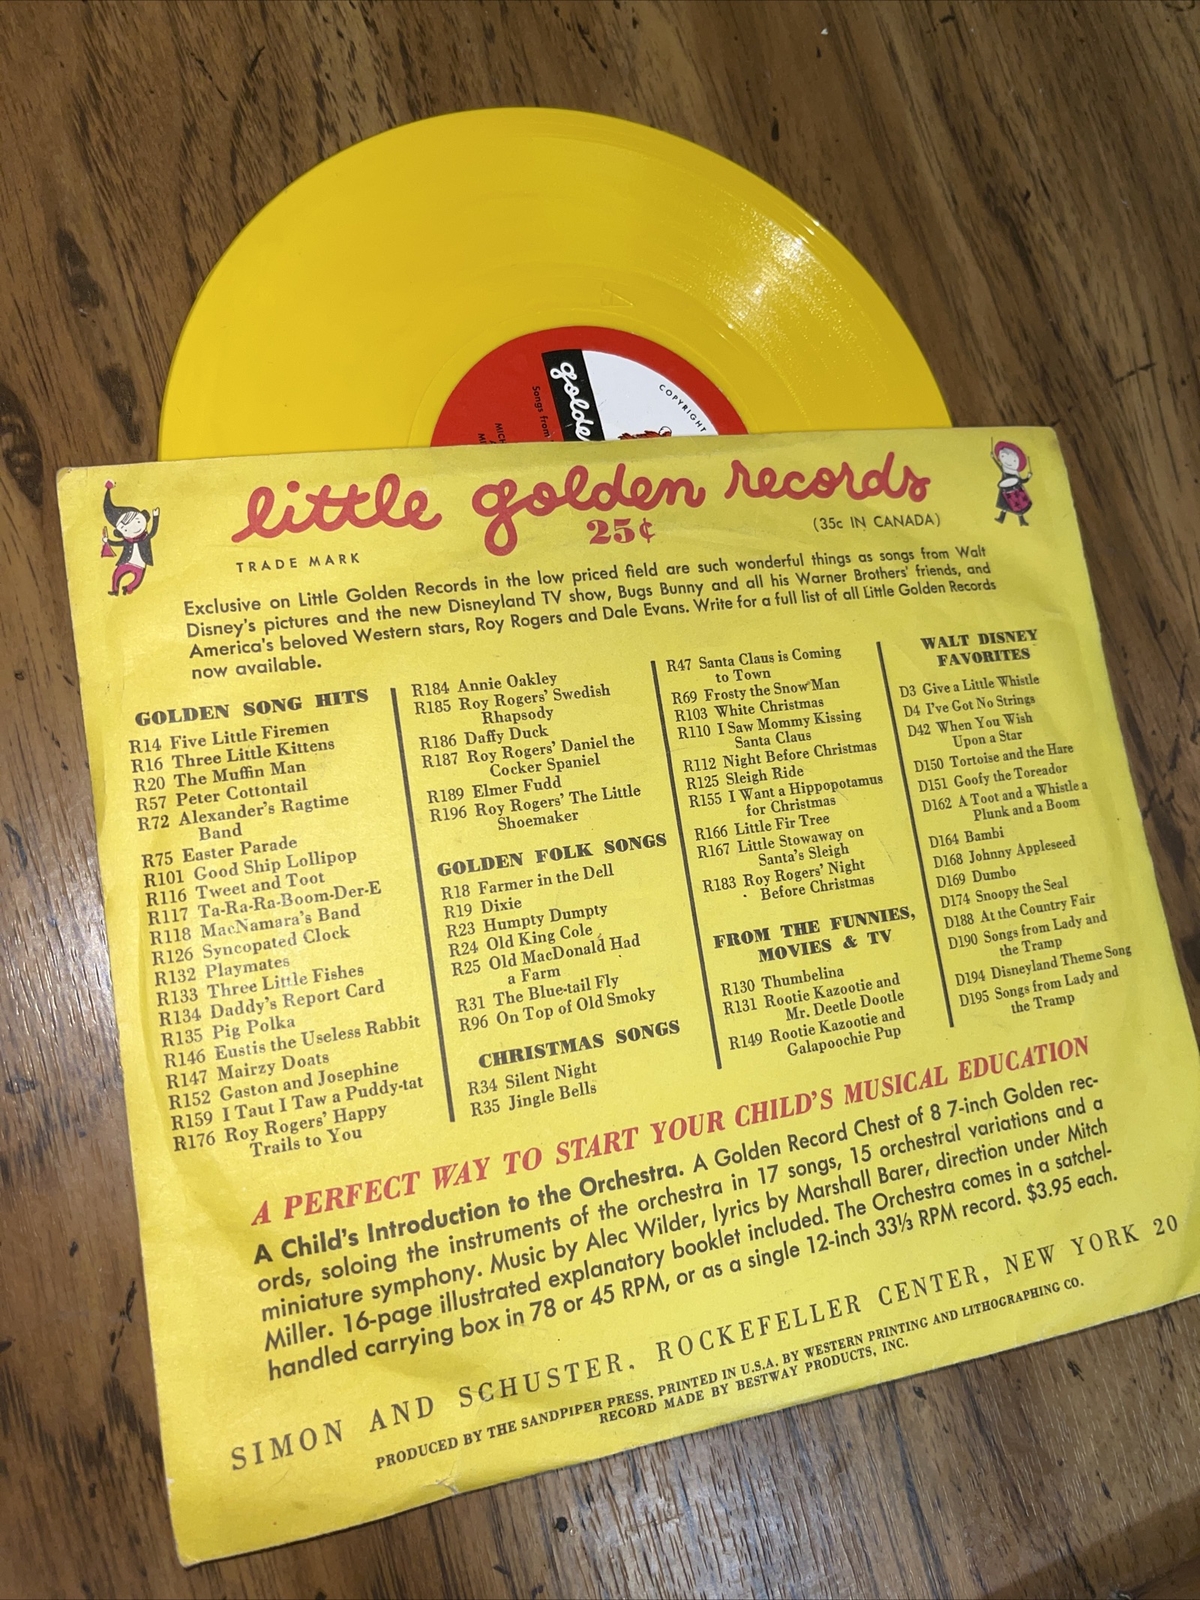 COPYRIGHT
golde
Songs from
MICH
little golden records
25¢
(35c IN CANADA)
TRADE MARK
Exclusive on Little Golden Records in the low priced field are such wonderful things as songs from Walt
Disney's pictures and the new Disneyland TV show, Bugs Bunny and all his Warner Brothers' friends, and
America's beloved Western stars, Roy Rogers and Dale Evans. Write for a full list of all Little Golden Records
now available.
GOLDEN SONG HITS
R14 Five Little Firemen
R16 Three Little Kittens
R20 The Muffin Man
R57 Peter Cottontail
R72 Alexander's Ragtime
Band
R75 Easter Parade
R101 Good Ship Lollipop
R116 Tweet and Toot
R117 Ta-Ra-Ra-Boom-Der-E
R118 MacNamara's Band
R126 Syncopated Clock
R132 Playmates
R133 Three Little Fishes
R134 Daddy's Report Card
R135 Pig Polka
R146 Eustis the Useless Rabbit
R147 Mairzy Doats
R152 Gaston and Josephine
R159 I Taut I Taw a Puddy-tat
R176 Roy Rogers' Happy
Trails to You
R184 Annie Oakley
R185 Roy Rogers' Swedish
Rhapsody
R186 Daffy Duck
R187 Roy Rogers' Daniel the
Cocker Spaniel
R189 Elmer Fudd
R196 Roy Rogers' The Little
Shoemaker
GOLDEN FOLK SONGS
R18 Farmer in the Dell
R19 Dixie
R23 Humpty Dumpty
R24 Old King Cole
R25 Old MacDonald Had
a Farm
R31 The Blue-tail Fly
R96 On Top of Old Smoky
CHRISTMAS SONGS
R34 Silent Night
R35 Jingle Bells
R47 Santa Claus is Coming
to Town
R69 Frosty the Snow Man
R103 White Christmas
R110 I Saw Mommy Kissing
Santa Claus
R112 Night Before Christmas
R125 Sleigh Ride
R155 I Want a Hippopotamus
for Christmas
R166 Little Fir Tree
R167 Little Stowaway on
Santa's Sleigh
R183 Roy Rogers' Night
Before Christmas
FROM THE FUNNIES,
MOVIES & TV
R130 Thumbelina
R131 Rootie Kazootie and
Mr. Deetle Dootle
R149 Rootie Kazootie and
Galapoochie Pup
WALT DISNEY
FAVORITES
D3 Give a Little Whistle
D4 I've Got No Strings
D42 When You Wish
Upon a Star
D150 Tortoise and the Hare
D151 Goofy the Toreador
D162 A Toot and a Whistle a
Plunk and a Boom
D164 Bambi
D168 Johnny Appleseed
D169 Dumbo
D174 Snoopy the Seal
D188 At the Country Fair
D190 Songs from Lady and
the Tramp
D194 Disneyland Theme Song
D195 Songs from Lady and
the Tramp
A PERFECT WAY TO START YOUR CHILD'S MUSICAL EDUCATION
A Child's Introduction to the Orchestra. A Golden Record Chest of 8 7-inch Golden rec-
ords, soloing the instruments of the orchestra in 17 songs, 15 orchestral variations and a
miniature symphony. Music by Alec Wilder, lyrics by Marshall Barer, direction under Mitch
Miller. 16-page illustrated explanatory booklet included. The Orchestra comes in a satchel-
handled carrying box in 78 or 45 RPM, or as a single 12-inch 33⅓ RPM record. $3.95 each.
SIMON AND SCHUSTER, ROCKEFELLER CENTER, NEW YORK 20
PRODUCED BY THE SANDPIPER PRESS. PRINTED IN U.S.A. BY WESTERN PRINTING AND LITHOGRAPHING CO.
RECORD MADE BY BESTWAY PRODUCTS, INC.